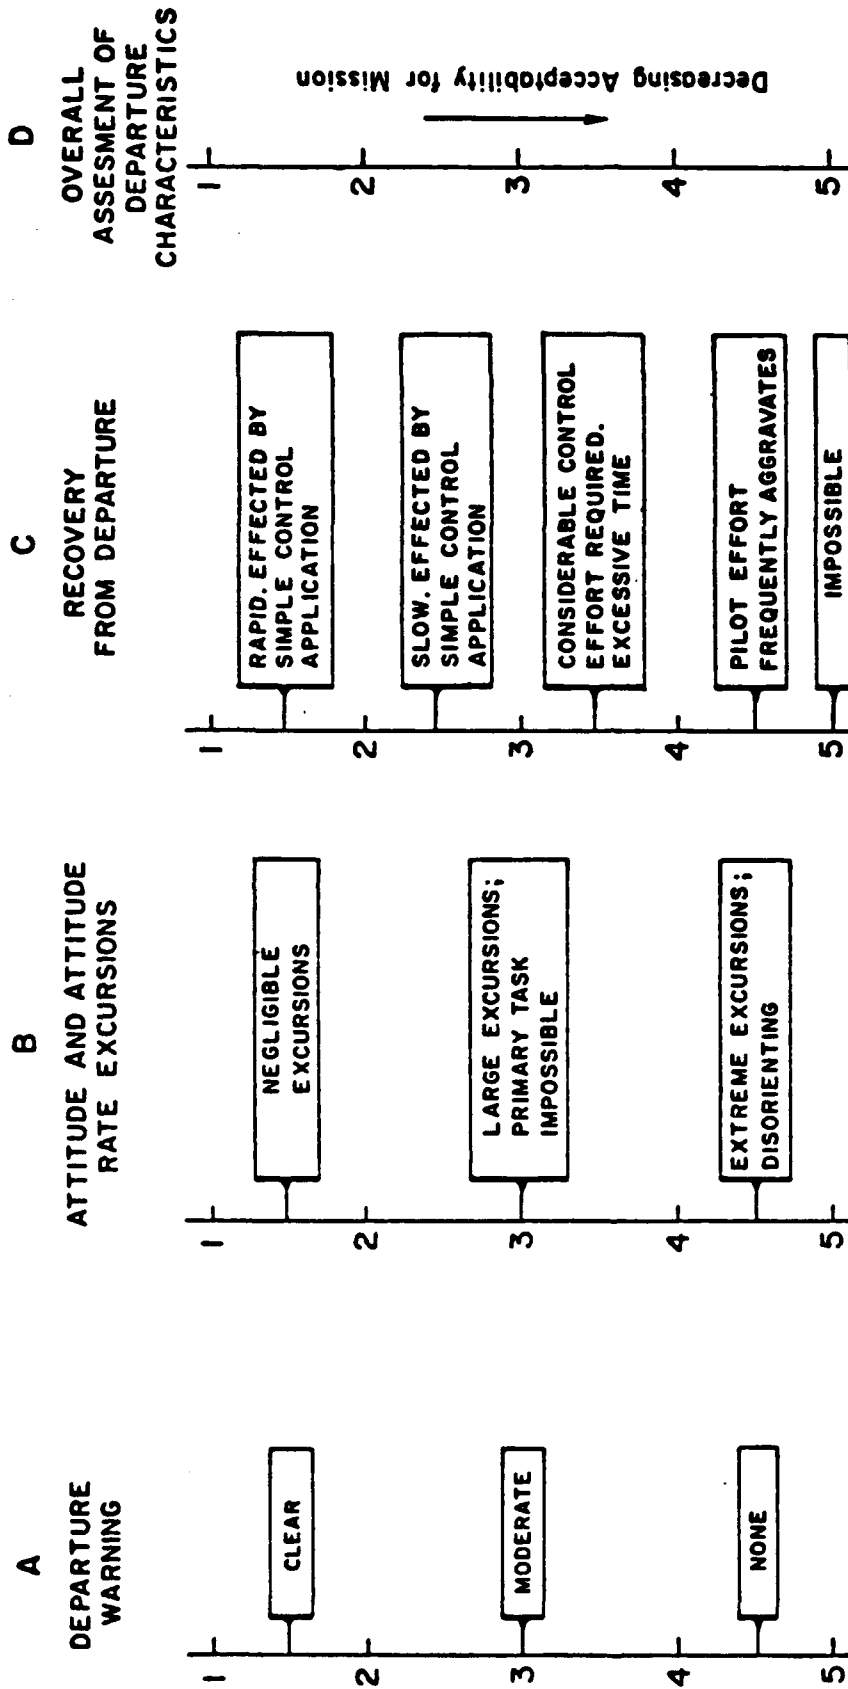 A
DEPARTURE
WARNING
1
CLEAR
2
3
MODERATE
4
NONE
5
B
ATTITUDE AND ATTITUDE
RATE EXCURSIONS
1
NEGLIGIBLE
EXCURSIONS
2
3
LARGE EXCURSIONS;
PRIMARY TASK
IMPOSSIBLE
4
EXTREME EXCURSIONS;
DISORIENTING
5
C
RECOVERY
FROM DEPARTURE
1
RAPID. EFFECTED BY
SIMPLE CONTROL
APPLICATION
2
SLOW. EFFECTED BY
SIMPLE CONTROL
APPLICATION
3
CONSIDERABLE CONTROL
EFFORT REQUIRED.
EXCESSIVE TIME
4
PILOT EFFORT
FREQUENTLY AGGRAVATES
5
IMPOSSIBLE
D
OVERALL
ASSESMENT OF
DEPARTURE
CHARACTERISTICS
1
2
3
4
5
Decreasing Acceptability for Mission